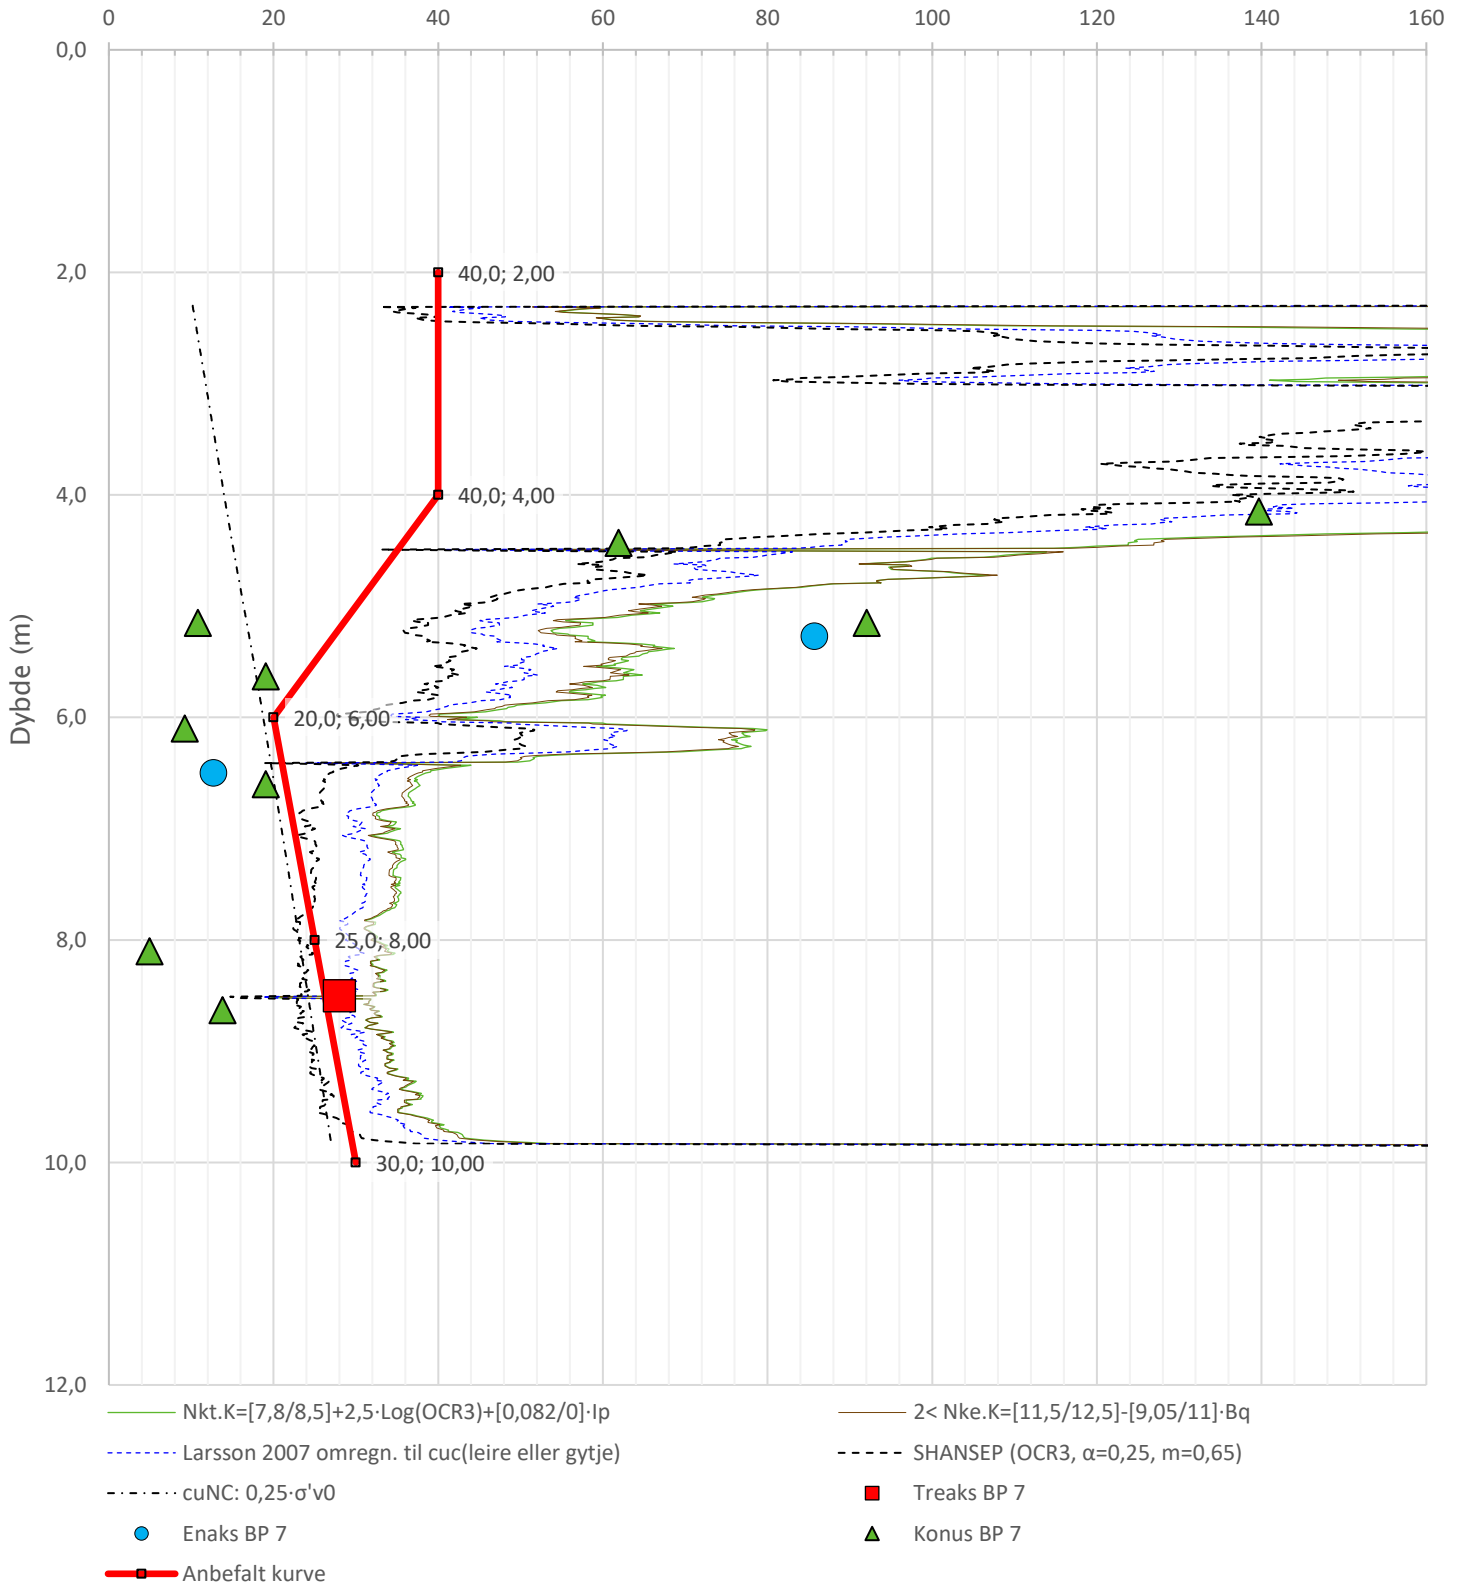 0 20 40 60 80 100 120 140 160
0,0
2,0
40,0; 2,00
4,0
40,0; 4,00
Dybde (m)
6,0
20,0; 6,00
8,0
25,0; 8,00
10,0
30,0; 10,00
12,0
Nkt.K=[7,8/8,5]+2,5·Log(OCR3)+[0,082/0]·Ip
2< Nke.K=[11,5/12,5]-[9,05/11]·Bq
Larsson 2007 omregn. til cuc(leire eller gytje)
SHANSEP (OCR3, α=0,25, m=0,65)
cuNC: 0,25·σ'v0
Treaks BP 7
Enaks BP 7
Konus BP 7
Anbefalt kurve